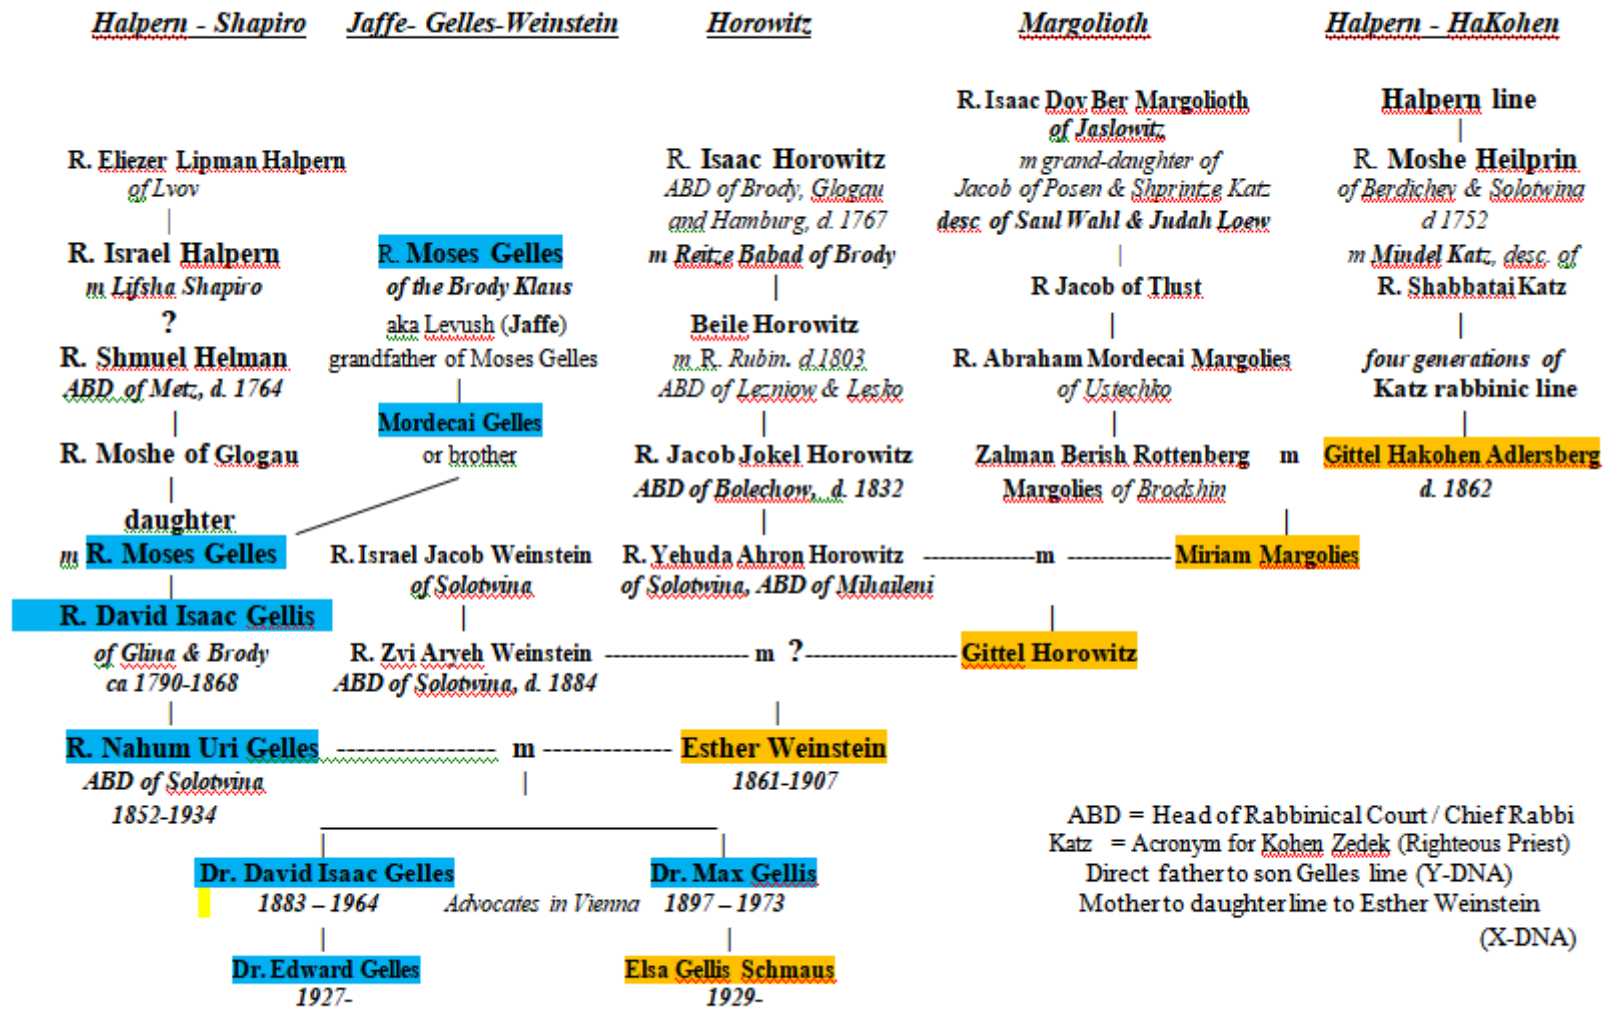 Halpern - Shapiro
Jaffe- Gelles-Weinstein
Horowitz
Margolioth
Halpern - HaKohen
R. Isaac Dov Ber Margolioth
of Jaslowitz
m grand-daughter of
Jacob of Posen & Shprintze Katz
desc of Saul Wahl & Judah Loew
Halpern line
R. Eliezer Lipman Halpern
of Lvov
R. Isaac Horowitz
ABD of Brody, Glogau
and Hamburg, d. 1767
m Reitze Babad of Brody
R. Moshe Heilprin
of Berdichev & Solotwina
d 1752
m Mindel Katz, desc. of
R. Shabbatai Katz
R. Israel Halpern
m Lifsha Shapiro
?
R. Moses Gelles
of the Brody Klaus
aka Levush (Jaffe)
grandfather of Moses Gelles
R Jacob of Tlust
Beile Horowitz
m R. Rubin. d.1803
ABD of Lezniow & Lesko
R. Shmuel Helman
ABD of Metz, d. 1764
R. Abraham Mordecai Margolies
of Ustechko
four generations of
Katz rabbinic line
Mordecai Gelles
or brother
R. Moshe of Glogau
R. Jacob Jokel Horowitz
ABD of Bolechow, d. 1832
Zalman Berish Rottenberg m Gittel Hakohen Adlersberg
Margolies of Brodshin
d. 1862
daughter
m R. Moses Gelles
R. Israel Jacob Weinstein
of Solotwina
R. Yehuda Ahron Horowitz --------------m ------------- Miriam Margolies
of Solotwina, ABD of Mihaileni
R. David Isaac Gellis
of Glina & Brody
ca 1790-1868
R. Zvi Aryeh Weinstein ------------------- m ?-------------------- Gittel Horowitz
ABD of Solotwina, d. 1884
R. Nahum Uri Gelles ----------------- m -------------- Esther Weinstein
ABD of Solotwina
1852-1934
1861-1907
ABD = Head of Rabbinical Court / Chief Rabbi
Katz = Acronym for Kohen Zedek (Righteous Priest)
Direct father to son Gelles line (Y-DNA)
Mother to daughter line to Esther Weinstein
(X-DNA)
Dr. David Isaac Gelles
Dr. Max Gellis
1883 – 1964
Advocates in Vienna
1897 – 1973
Dr. Edward Gelles
Elsa Gellis Schmaus
1927-
1929-